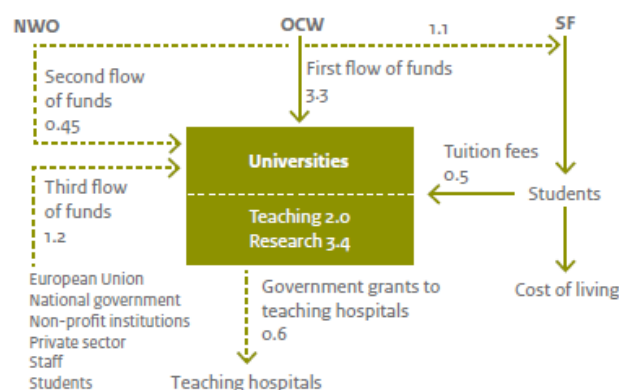 NWO
OCW
1.1
SF
Second flow
of funds
0.45
First flow of funds
3.3
Universities
Teaching 2.0
Research 3.4
Tuition fees
0.5
Students
Third flow
of funds
1.2
European Union
National government
Non-profit institutions
Private sector
Staff
Students
Government grants to
teaching hospitals
0.6
Cost of living
Teaching hospitals